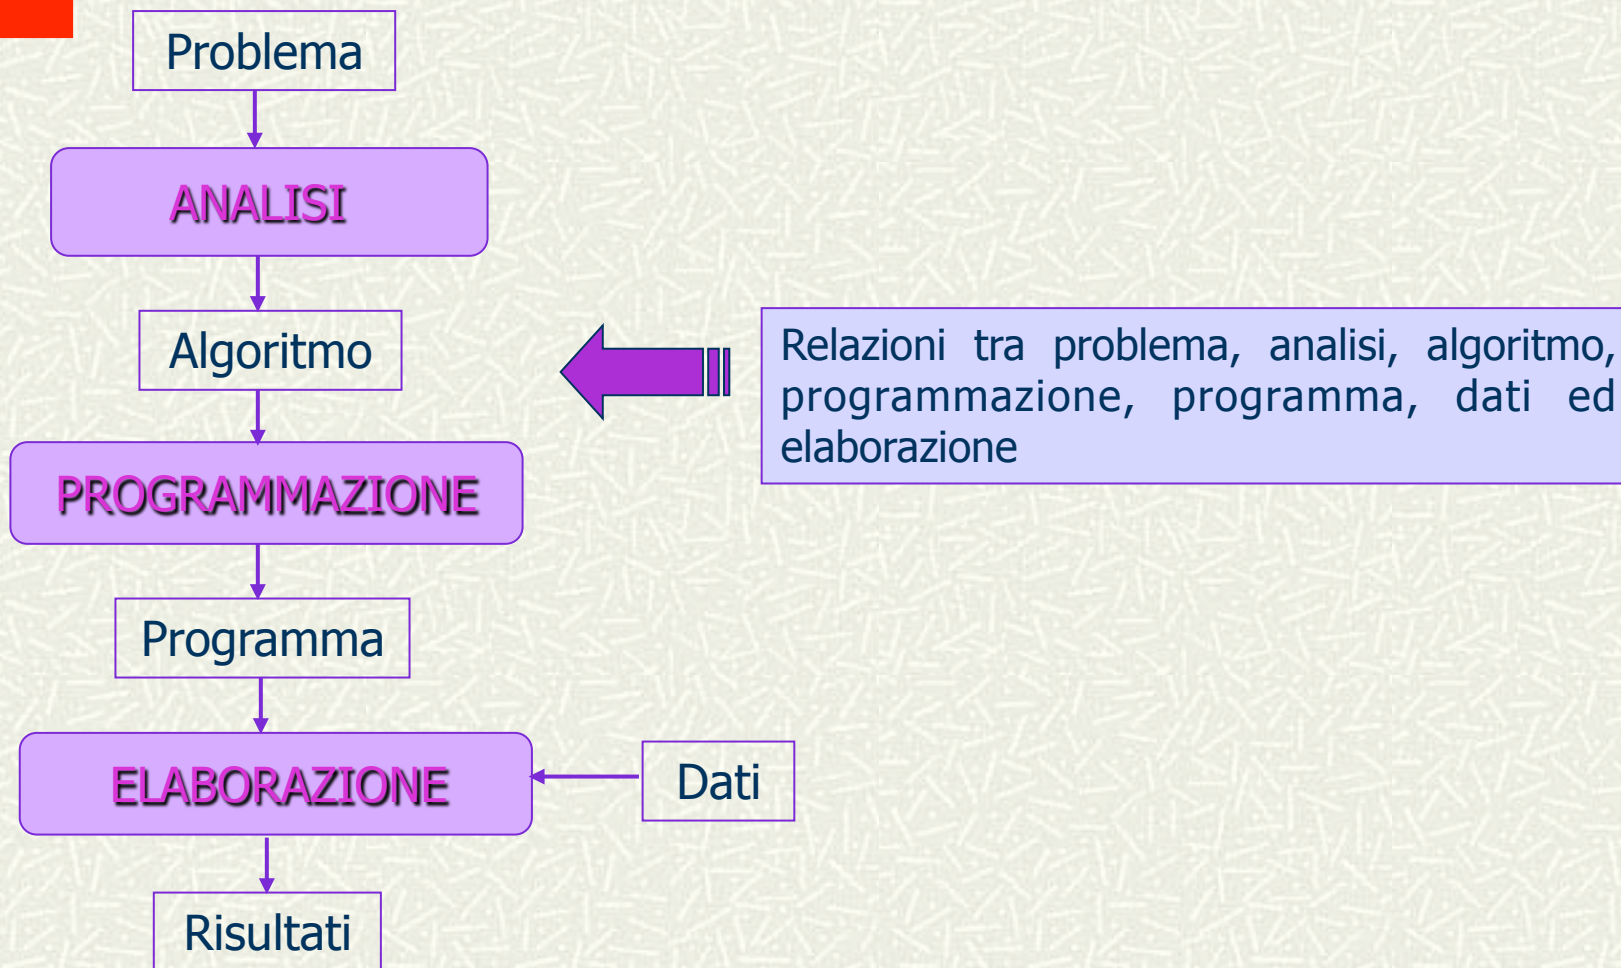 Problema
ANALISI
Algoritmo
Relazioni tra problema, analisi, algoritmo,
programmazione, programma, dati ed
elaborazione
PROGRAMMAZIONE
Programma
ELABORAZIONE
Dati
Risultati